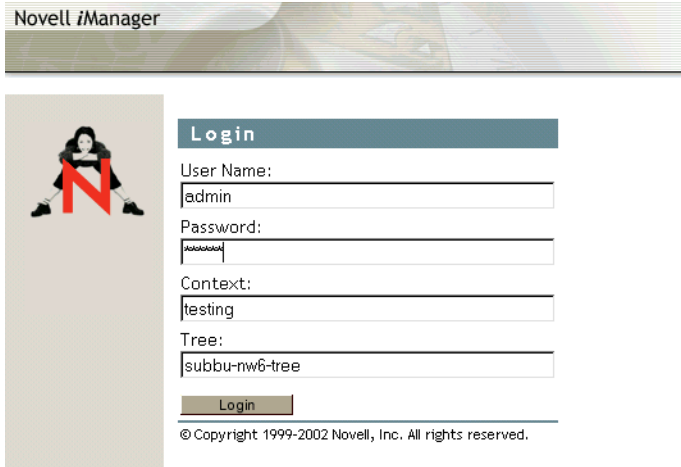 Novell iManager
N
Login
User Name:
admin
Password:
*******
Context:
testing
Tree:
subbu-nw6-tree
Login
© Copyright 1999-2002 Novell, Inc. All rights reserved.